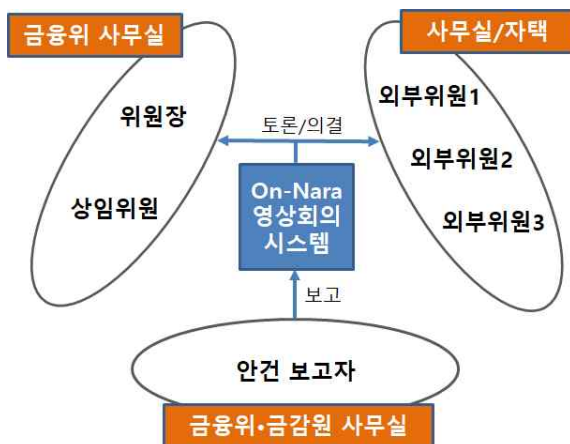 금융위 사무실
사무실/자택
위원장
상임위원
토론/의결
외부위원1
외부위원2
외부위원3
On-Nara
영상회의
시스템
보고
안건 보고자
금융위•금감원 사무실